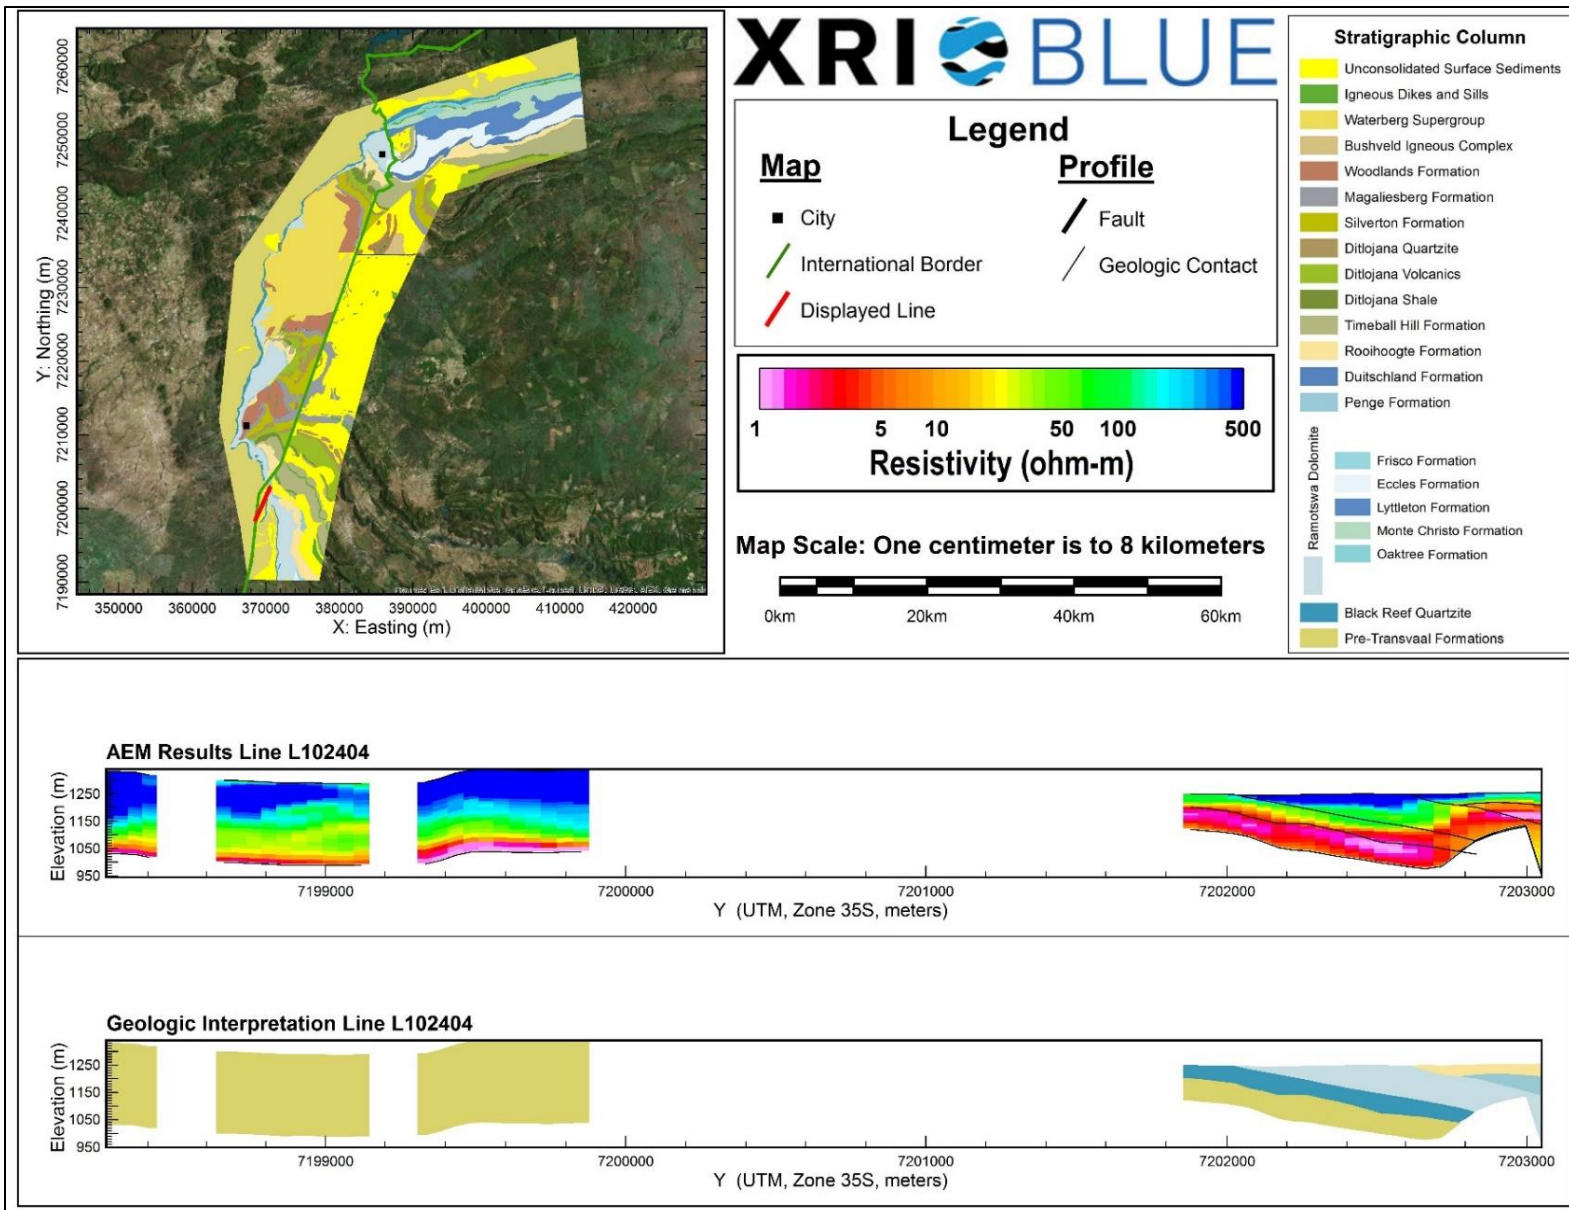 7260000
7250000
7240000
7230000
7220000
7210000
7200000
7190000
Y: Northing (m)
350000 360000 370000 380000 390000 400000 410000 420000
X: Easting (m)
XRI BLUE
Legend
Map
Profile
City
Fault
International Border
Geologic Contact
Displayed Line
1 5 10 50 100 500
Resistivity (ohm-m)
Map Scale: One centimeter is to 8 kilometers
0km 20km 40km 60km
Stratigraphic Column
Unconsolidated Surface Sediments
Igneous Dikes and Sills
Waterberg Supergroup
Bushveld Igneous Complex
Woodlands Formation
Magaliesberg Formation
Silverton Formation
Ditlojana Quartzite
Ditlojana Volcanics
Ditlojana Shale
Timeball Hill Formation
Rooihoogte Formation
Duitschland Formation
Penge Formation
Ramotswa Dolomite
Frisco Formation
Eccles Formation
Lyttleton Formation
Monte Christo Formation
Oaktree Formation
Black Reef Quartzite
Pre-Transvaal Formations
AEM Results Line L102404
Elevation (m)
1250
1150
1050
950
7199000 7200000 7201000 7202000 7203000
Y (UTM, Zone 35S, meters)
Geologic Interpretation Line L102404
Elevation (m)
1250
1150
1050
950
7199000 7200000 7201000 7202000 7203000
Y (UTM, Zone 35S, meters)